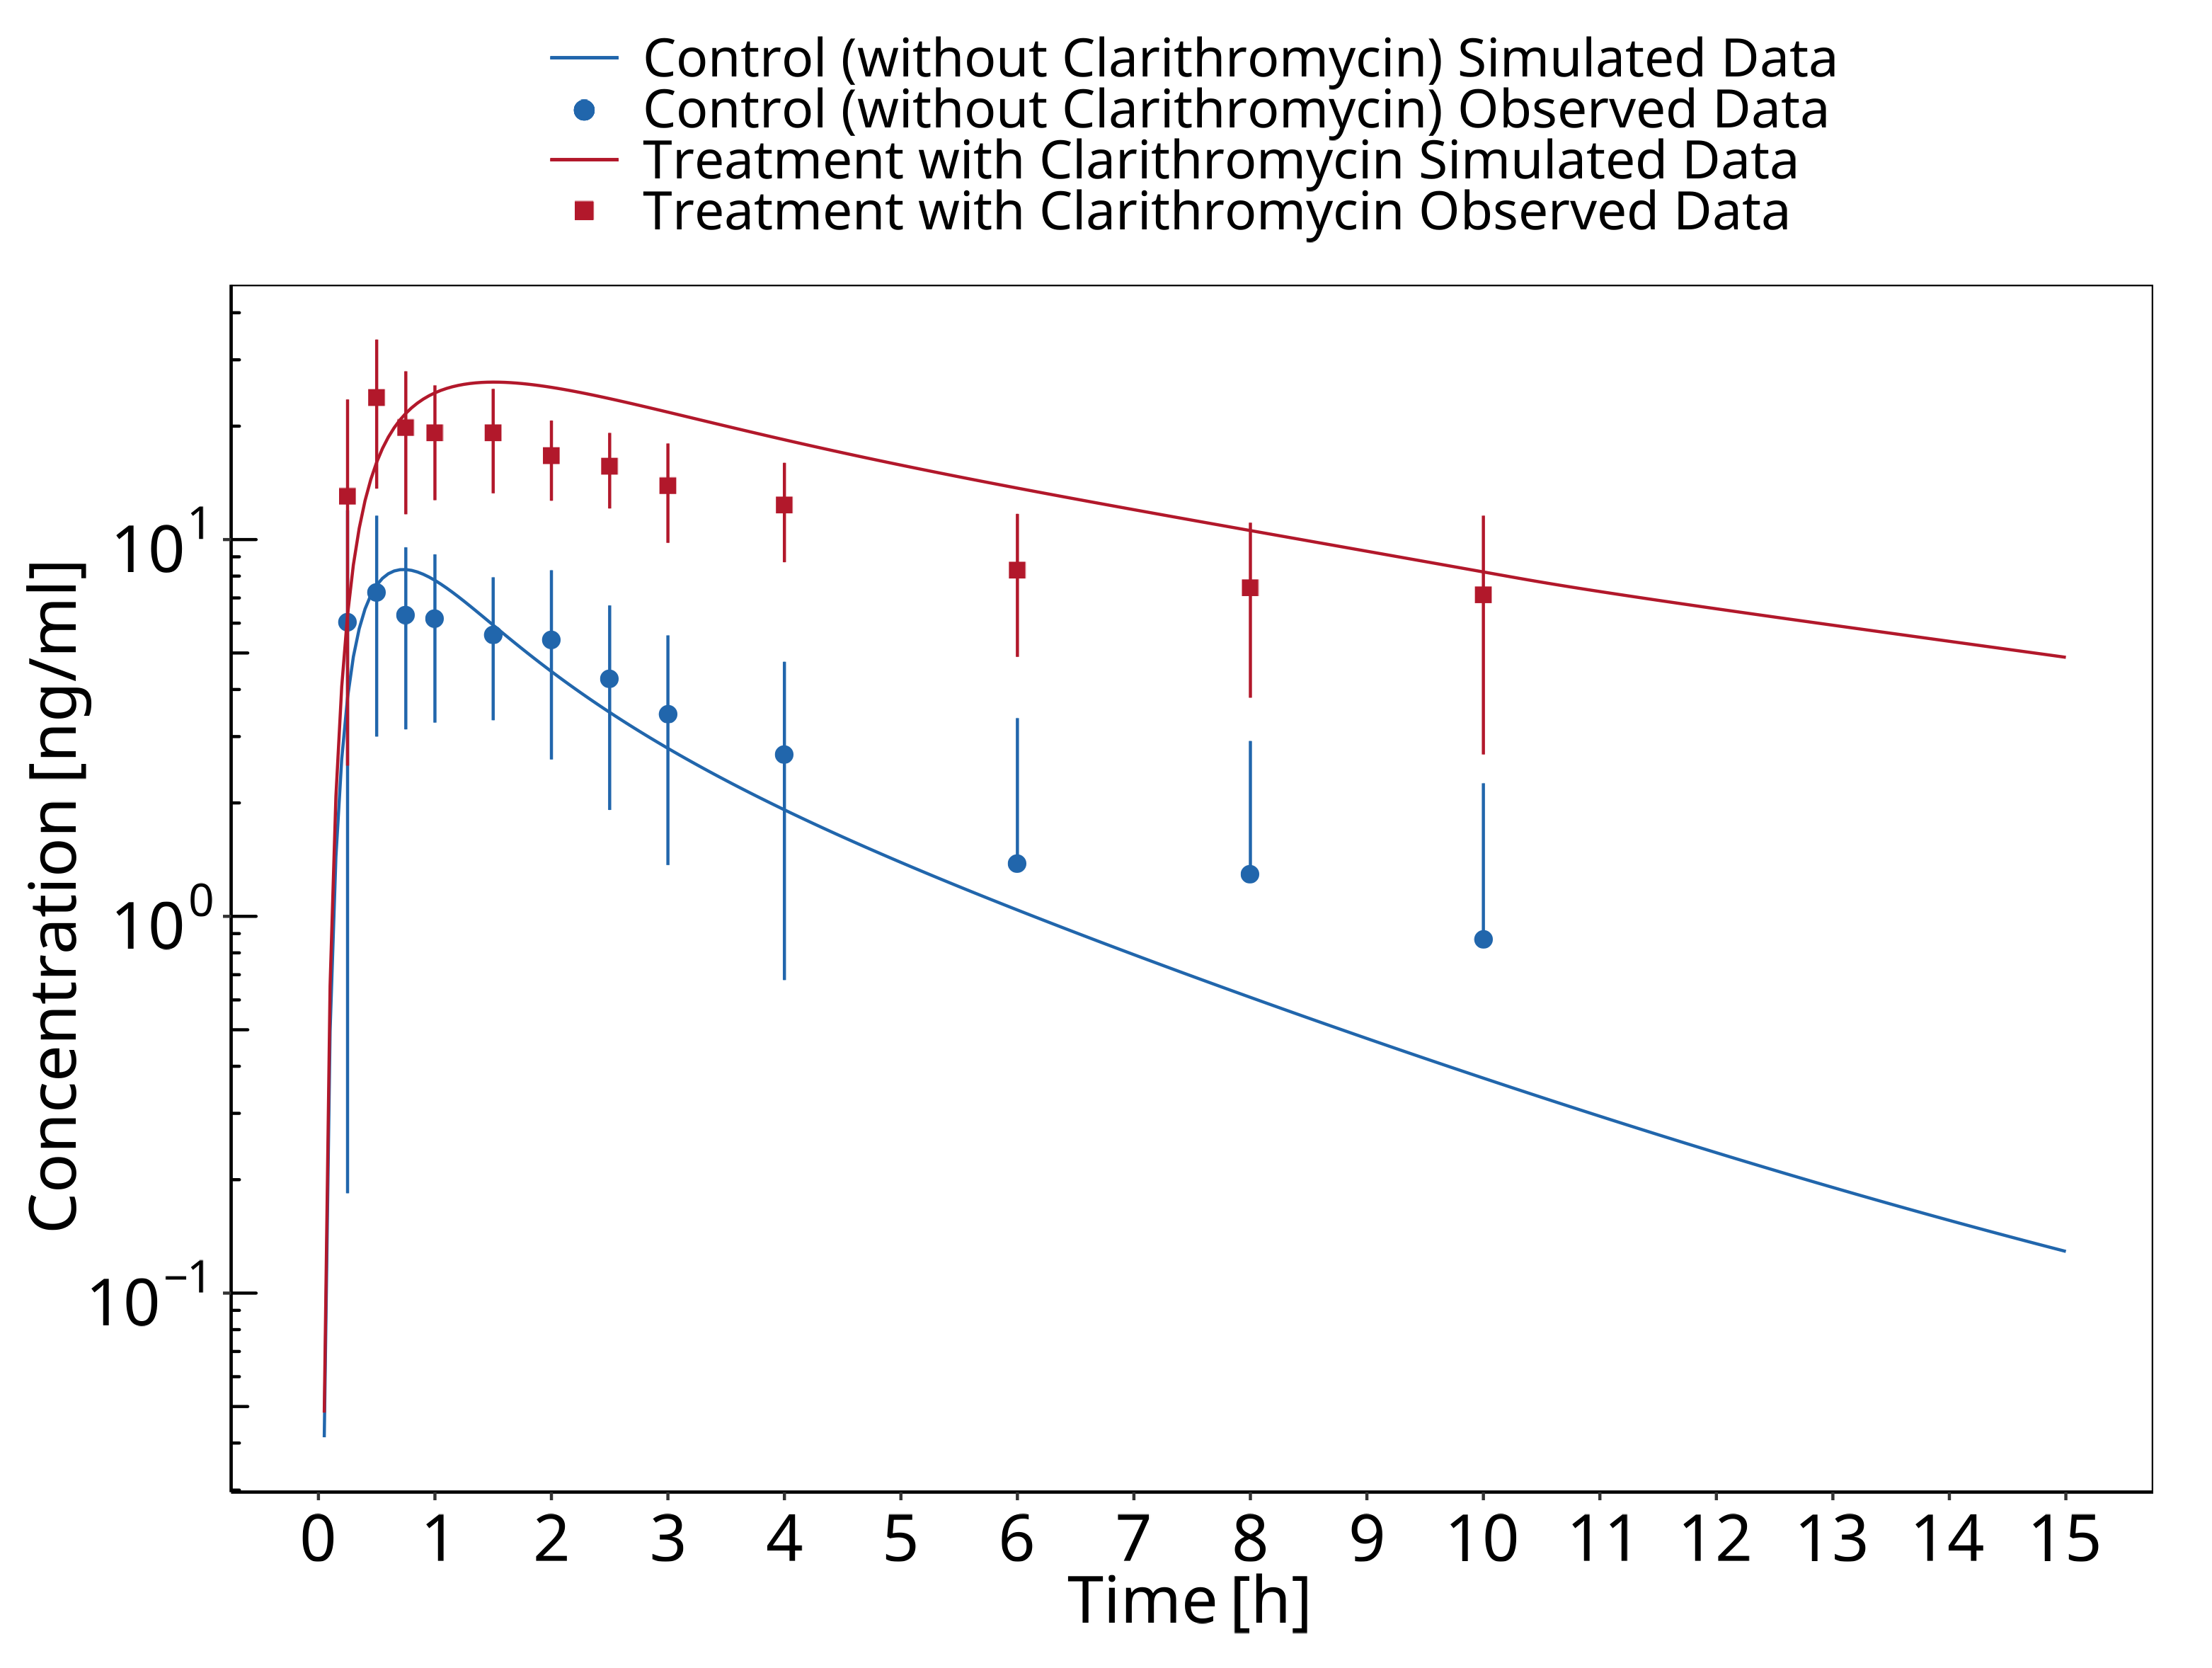 Control (without Clarithromycin) Simulated Data
Control (without Clarithromycin) Observed Data
Treatment with Clarithromycin Simulated Data
Treatment with Clarithromycin Observed Data
Concentration [ng/ml]
10¹
10⁰
10⁻¹
0 1 2 3 4 5 6 7 8 9 10 11 12 13 14 15
Time [h]